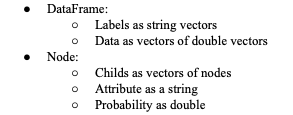 ● DataFrame:
○ Labels as string vectors
○ Data as vectors of double vectors
● Node:
○ Childs as vectors of nodes
○ Attribute as a string
○ Probability as double